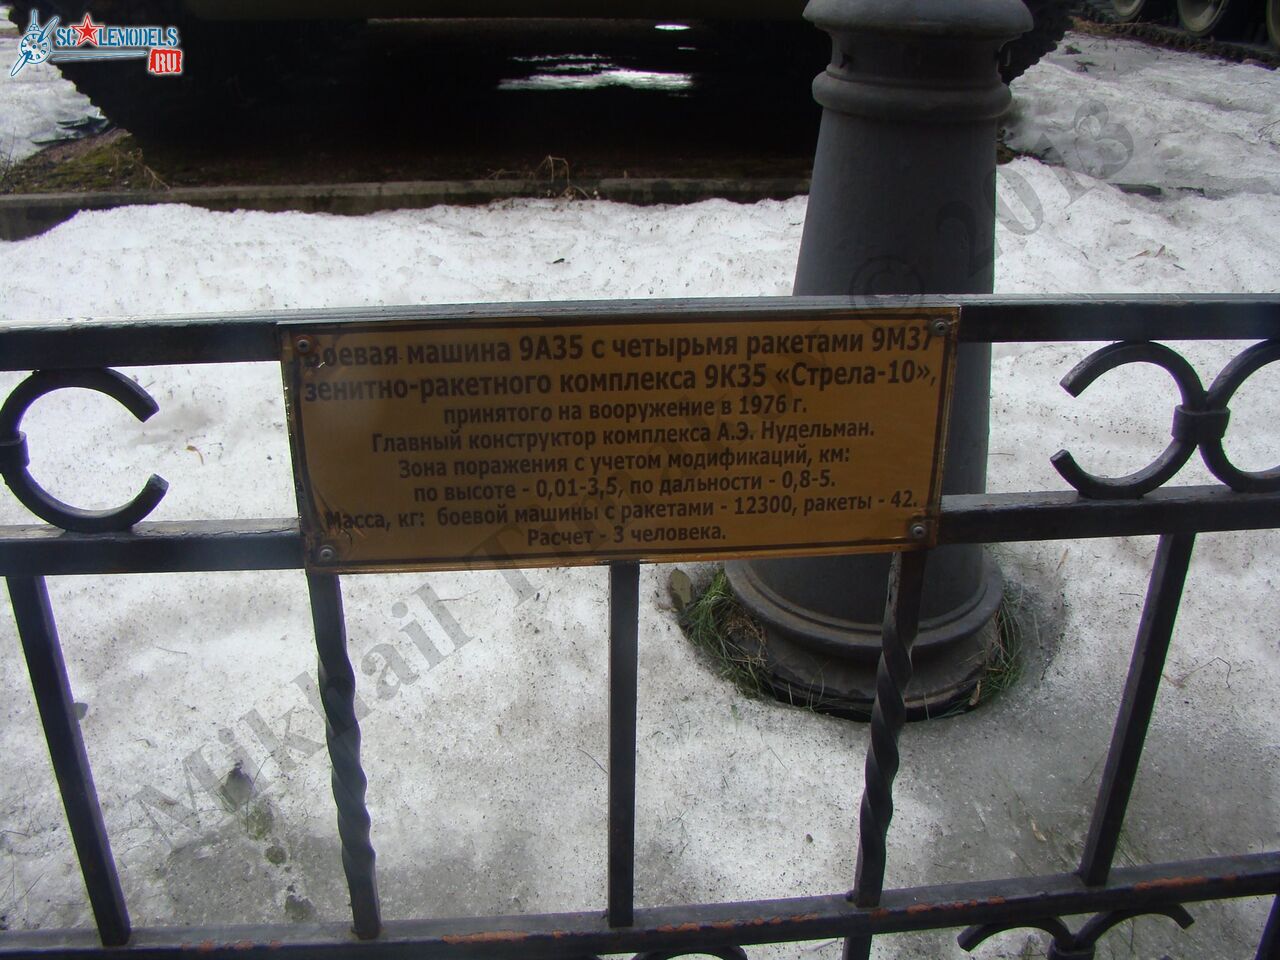 SCALEMODELS
.RU
Боевая машина 9А35 с четырьмя ракетами 9М37
зенитно-ракетного комплекса 9К35 «Стрела-10»,
принятого на вооружение в 1976 г.
Главный конструктор комплекса А.Э. Нудельман.
Зона поражения с учетом модификаций, км:
по высоте - 0,01-3,5, по дальности - 0,8-5.
Масса, кг: боевой машины с ракетами - 12300, ракеты - 42.
Расчет - 3 человека.
Mikhail © 2013